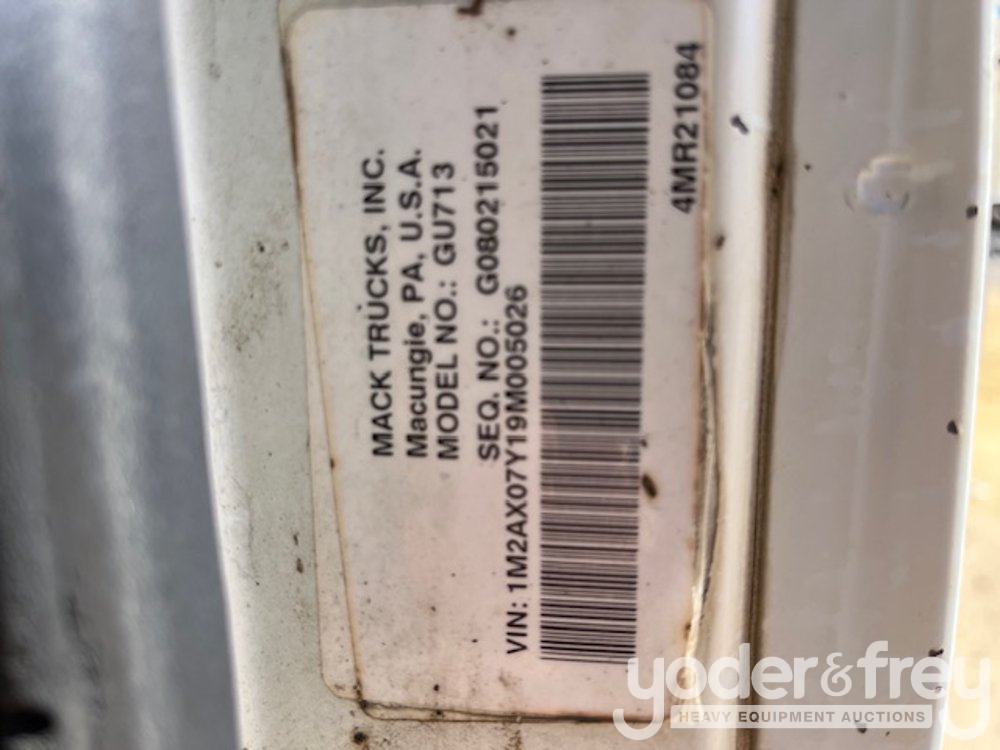 MACK TRUCKS, INC.
Macungie, PA, U.S.A.
MODEL NO.: GU713
SEQ. NO.: G080215021
VIN: 1M2AX07Y19M005026
4MR21084
yoder&frey
HEAVY EQUIPMENT AUCTIONS